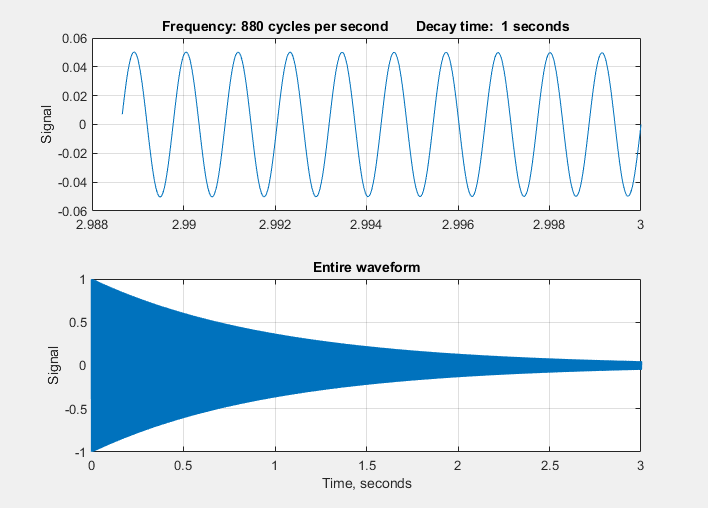 Frequency: 880 cycles per second Decay time: 1 seconds
0.06
0.04
0.02
0
-0.02
-0.04
-0.06
Signal
2.988 2.99 2.992 2.994 2.996 2.998 3
Entire waveform
1
0.5
0
-0.5
-1
Signal
0 0.5 1 1.5 2 2.5 3
Time, seconds